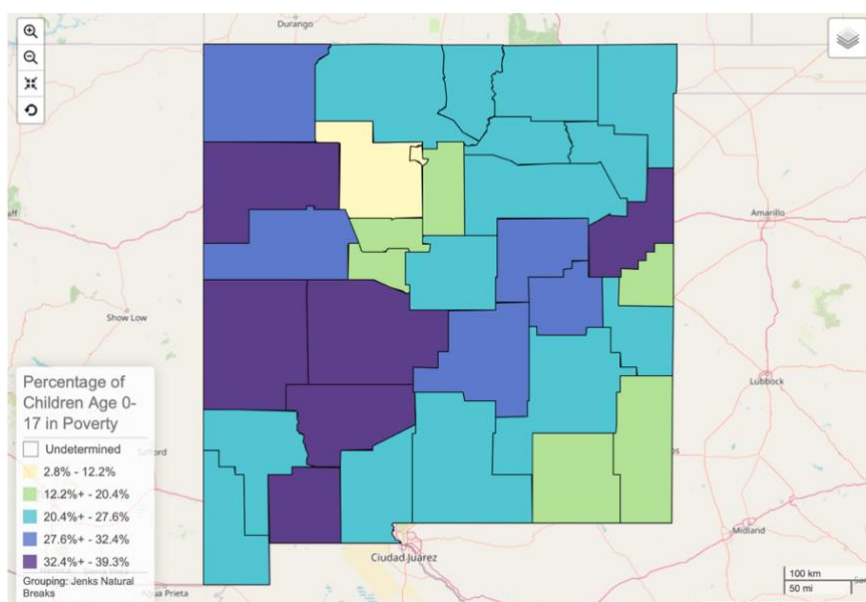 Durango
Amarillo
Show Low
Lubbock
Percentage of
Children Age 0-
17 in Poverty
Undetermined
2.8% - 12.2%
12.2%+ - 20.4%
20.4%+ - 27.6%
27.6%+ - 32.4%
32.4%+ - 39.3%
Grouping: Jenks Natural
Breaks
Safford
Midland
Ciudad Juárez
Agua Prieta
100 km
50 mi